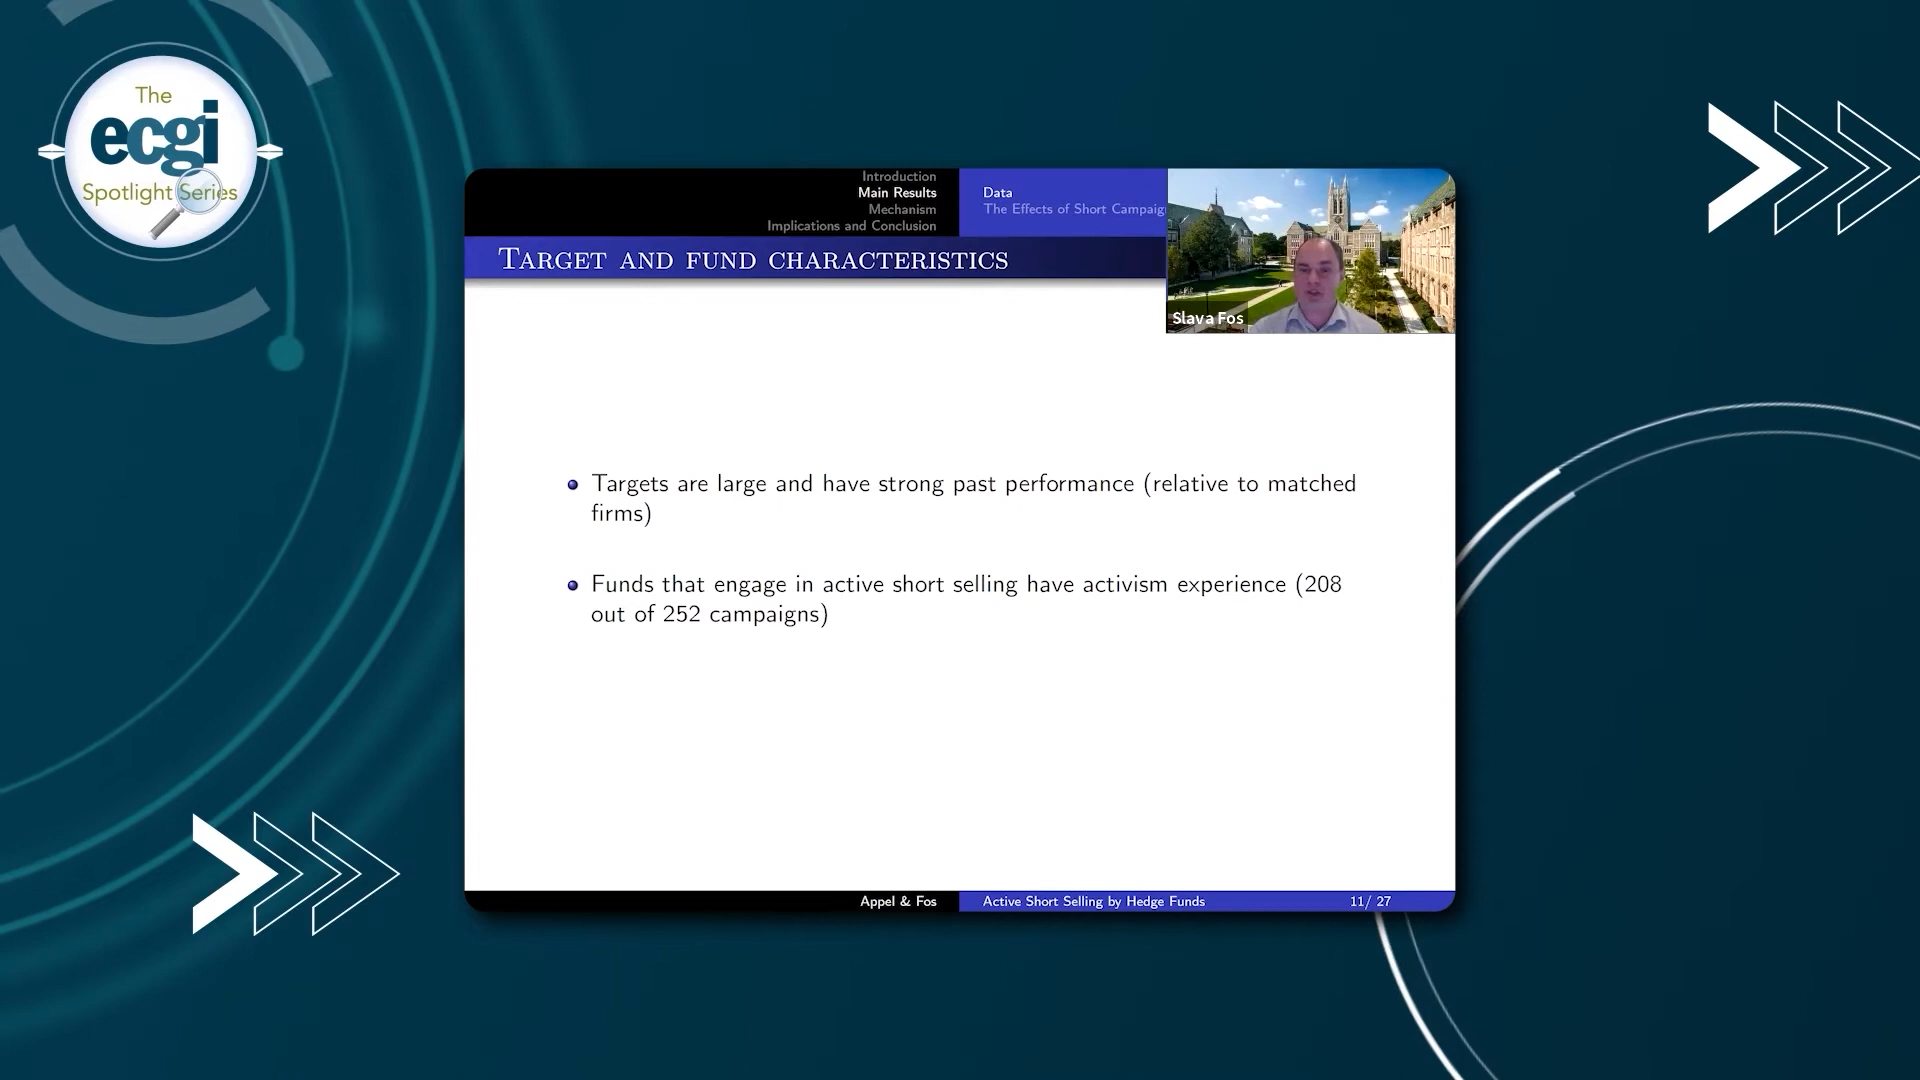 The
ecgi
Spotlight Series
Introduction
Main Results
Mechanism
Implications and Conclusion
Data
The Effects of Short Campaig
TARGET AND FUND CHARACTERISTICS
Slava Fos
Targets are large and have strong past performance (relative to matched
firms)
Funds that engage in active short selling have activism experience (208
out of 252 campaigns)
Appel & Fos
Active Short Selling by Hedge Funds
11/ 27